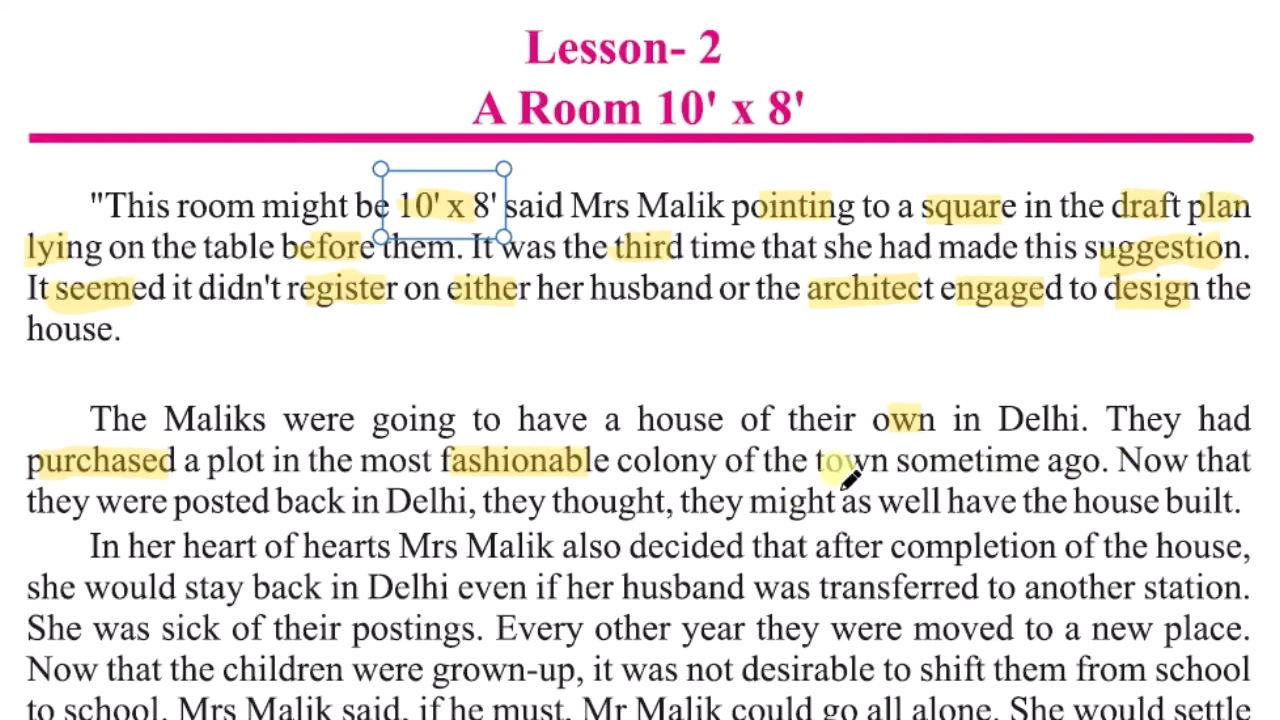 Lesson- 2
A Room 10' x 8'
"This room might be 10' x 8' said Mrs Malik pointing to a square in the draft plan
lying on the table before them. It was the third time that she had made this suggestion.
It seemed it didn't register on either her husband or the architect engaged to design the
house.
The Maliks were going to have a house of their own in Delhi. They had
purchased a plot in the most fashionable colony of the town sometime ago. Now that
they were posted back in Delhi, they thought, they might as well have the house built.
In her heart of hearts Mrs Malik also decided that after completion of the house,
she would stay back in Delhi even if her husband was transferred to another station.
She was sick of their postings. Every other year they were moved to a new place.
Now that the children were grown-up, it was not desirable to shift them from school
to school. Mrs Malik said, if he must, Mr Malik could go all alone. She would settle